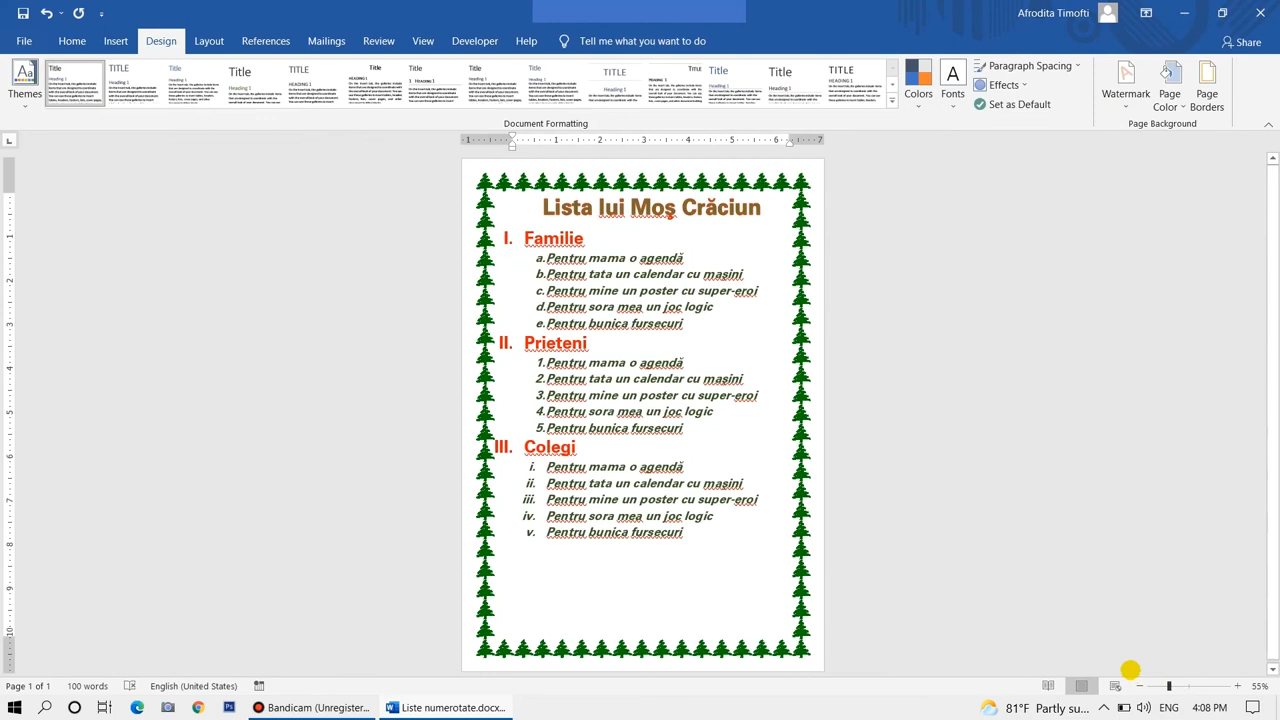 Afrodita Timofti
File Home Insert Design Layout References Mailings Review View Developer Help Tell me what you want to do Share
Themes
Colors
Fonts
Paragraph Spacing
Effects
Set as Default
Watermark
Page Color
Page Borders
Document Formatting
Page Background
Lista lui Moș Crăciun
I. Familie
a. Pentru mama o agendă
b. Pentru tata un calendar cu mașini
c. Pentru mine un poster cu super-eroi
d. Pentru sora mea un joc logic
e. Pentru bunica fursecuri
II. Prieteni
1. Pentru mama o agendă
2. Pentru tata un calendar cu mașini
3. Pentru mine un poster cu super-eroi
4. Pentru sora mea un joc logic
5. Pentru bunica fursecuri
III. Colegi
i. Pentru mama o agendă
ii. Pentru tata un calendar cu mașini
iii. Pentru mine un poster cu super-eroi
iv. Pentru sora mea un joc logic
v. Pentru bunica fursecuri
Page 1 of 1 100 words English (United States) 55%
Bandicam (Unregister... Liste numerotate.docx... 81°F Partly su... ENG 4:08 PM